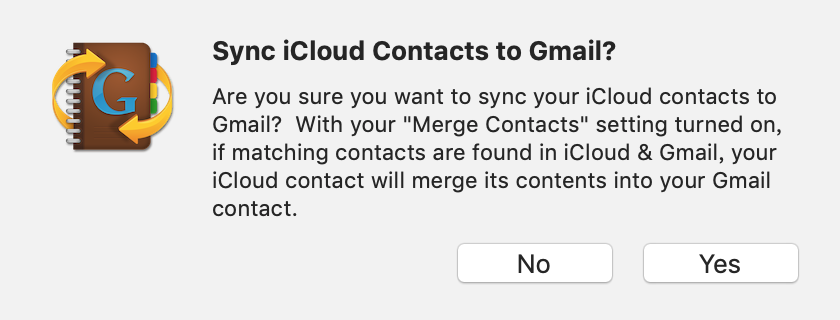 Sync iCloud Contacts to Gmail?
G
Are you sure you want to sync your iCloud contacts to
Gmail?  With your "Merge Contacts" setting turned on,
if matching contacts are found in iCloud & Gmail, your
iCloud contact will merge its contents into your Gmail
contact.
No
Yes